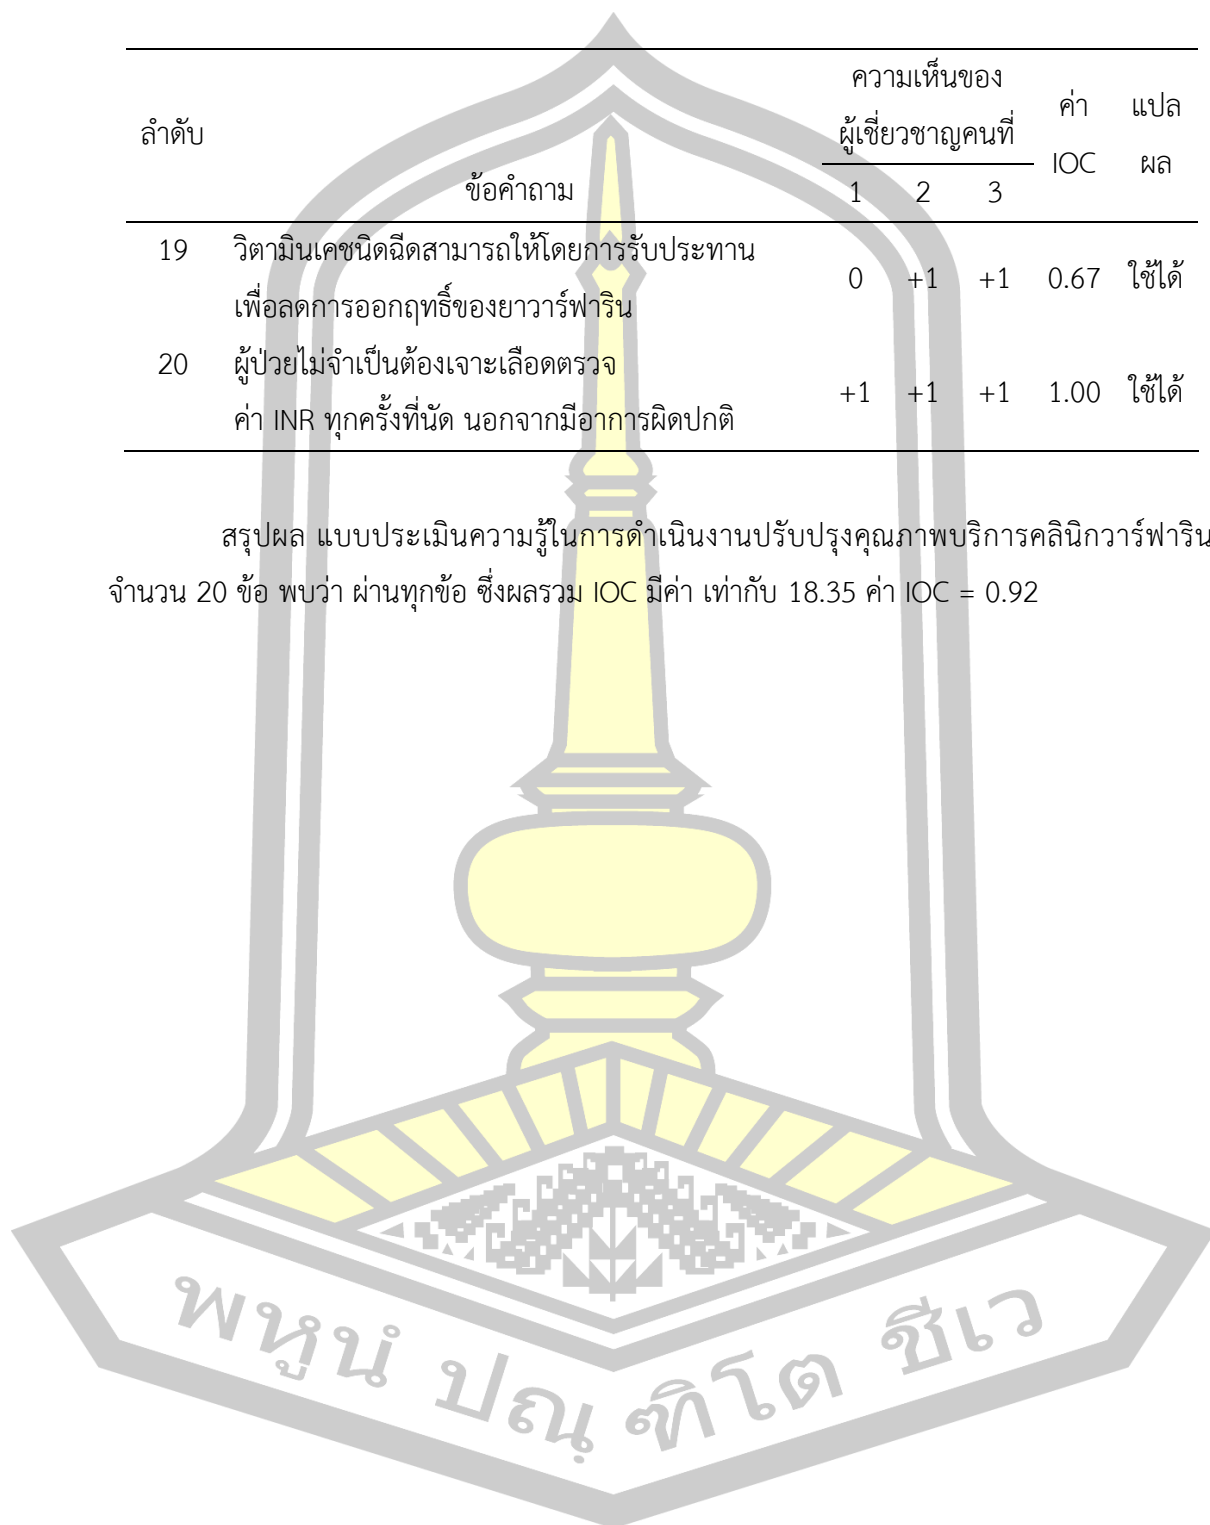 ลำดับ ข้อคำถาม ความเห็นของ ค่า แปล
ผู้เชี่ยวชาญคนที่ IOC ผล
1 2 3
19 วิตามินเคชนิดฉีดสามารถให้โดยการรับประทาน
เพื่อลดการออกฤทธิ์ของยาวาร์ฟาริน 0 +1 +1 0.67 ใช้ได้
20 ผู้ป่วยไม่จำเป็นต้องเจาะเลือดตรวจ
ค่า INR ทุกครั้งที่นัด นอกจากมีอาการผิดปกติ +1 +1 +1 1.00 ใช้ได้
สรุปผล แบบประเมินความรู้ในการดำเนินงานปรับปรุงคุณภาพบริการคลินิกวาร์ฟาริน
จำนวน 20 ข้อ พบว่า ผ่านทุกข้อ ซึ่งผลรวม IOC มีค่า เท่ากับ 18.35 ค่า IOC = 0.92
พหูนํ ปณฺฑิโต ชีเว